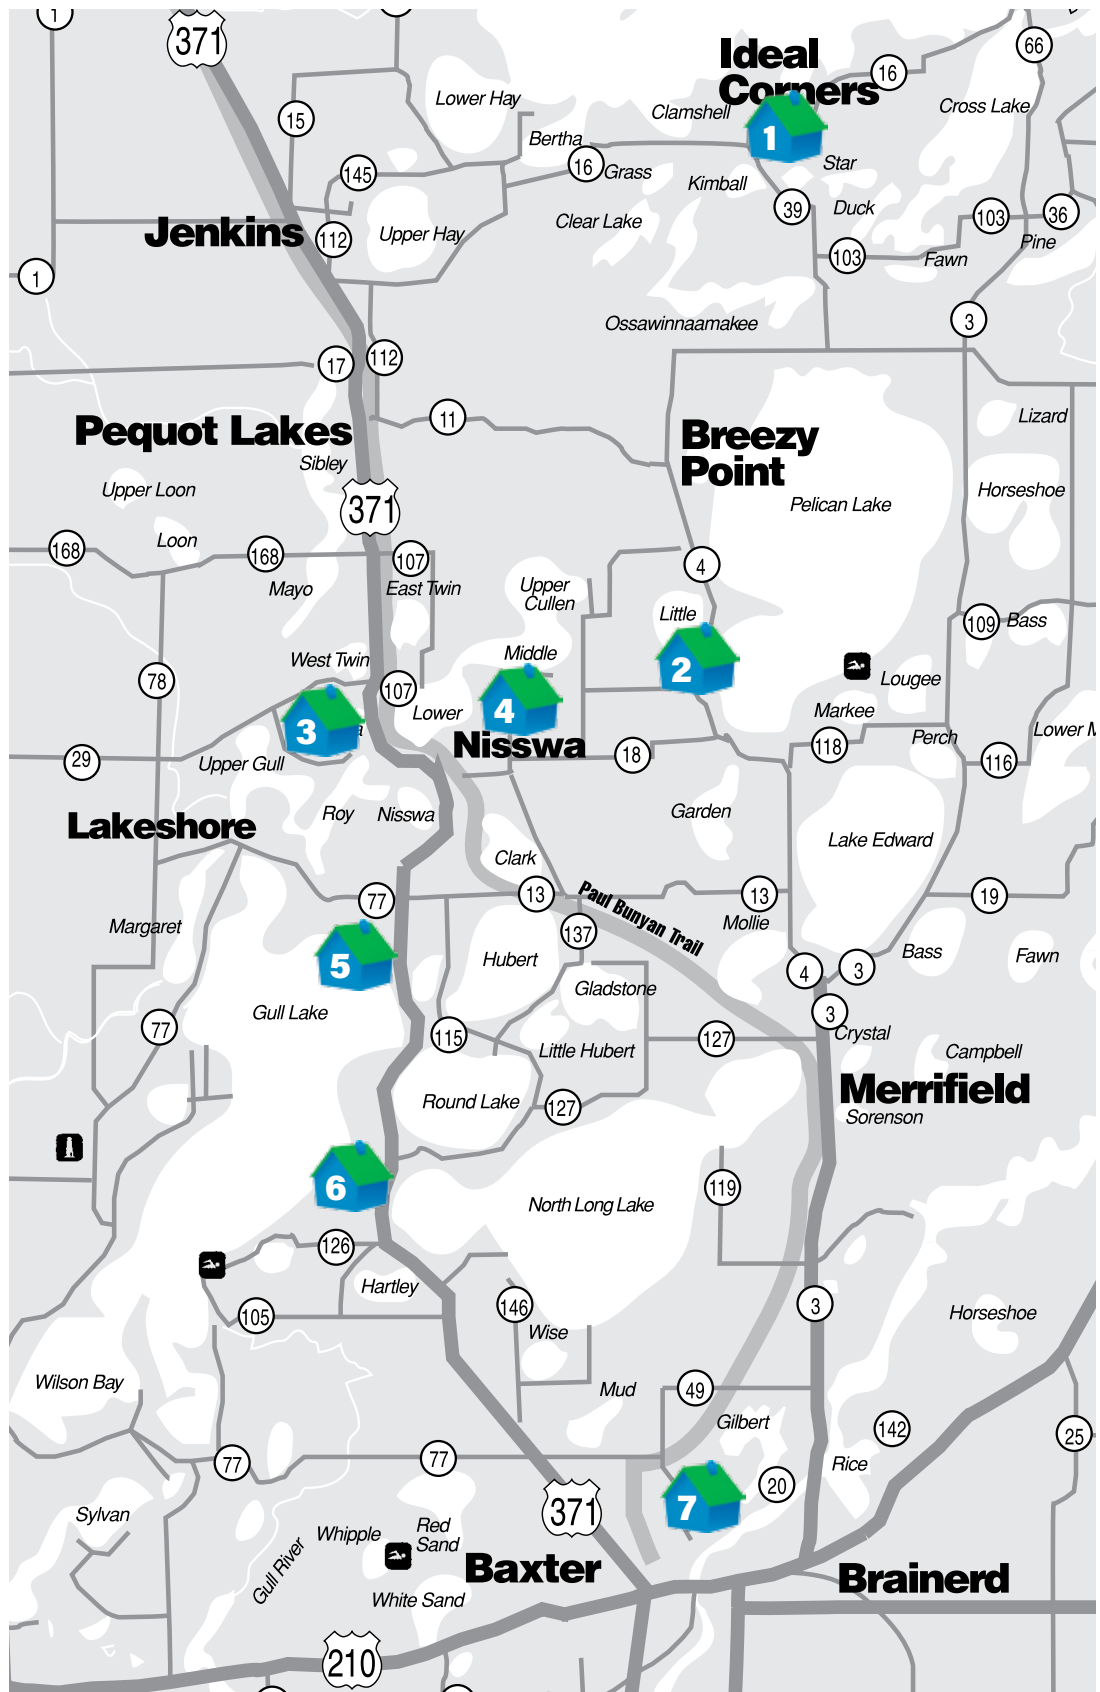 1
371
Ideal
Corners
66
16
15
Lower Hay
Clamshell
Cross Lake
Bertha
1
16
Grass
Star
145
Kimball
39
Duck
103
36
Jenkins
112
Upper Hay
Clear Lake
Pine
103
Fawn
1
Ossawinnaamakee
3
17
112
11
Lizard
Pequot Lakes
Breezy
Point
Sibley
Upper Loon
371
Pelican Lake
Horseshoe
168
Loon
168
107
4
Mayo
East Twin
Upper
Cullen
Little
109
Bass
West Twin
Middle
2
78
107
Lougee
3
4
Lower
Markee
Nisswa
118
Perch
Lower M
29
Upper Gull
18
116
Roy
Nisswa
Garden
Lakeshore
Lake Edward
Clark
77
13
Paul Bunyan Trail
13
19
Margaret
137
Mollie
5
Hubert
4
3
Bass
Fawn
Gladstone
Gull Lake
3
77
115
Little Hubert
127
Crystal
Campbell
Round Lake
127
Merrifield
Sorenson
6
North Long Lake
119
126
Hartley
105
146
3
Horseshoe
Wise
Wilson Bay
Mud
49
Gilbert
142
25
77
77
Rice
20
7
Sylvan
371
Whipple
Red
Sand
Gull River
Baxter
Brainerd
White Sand
210